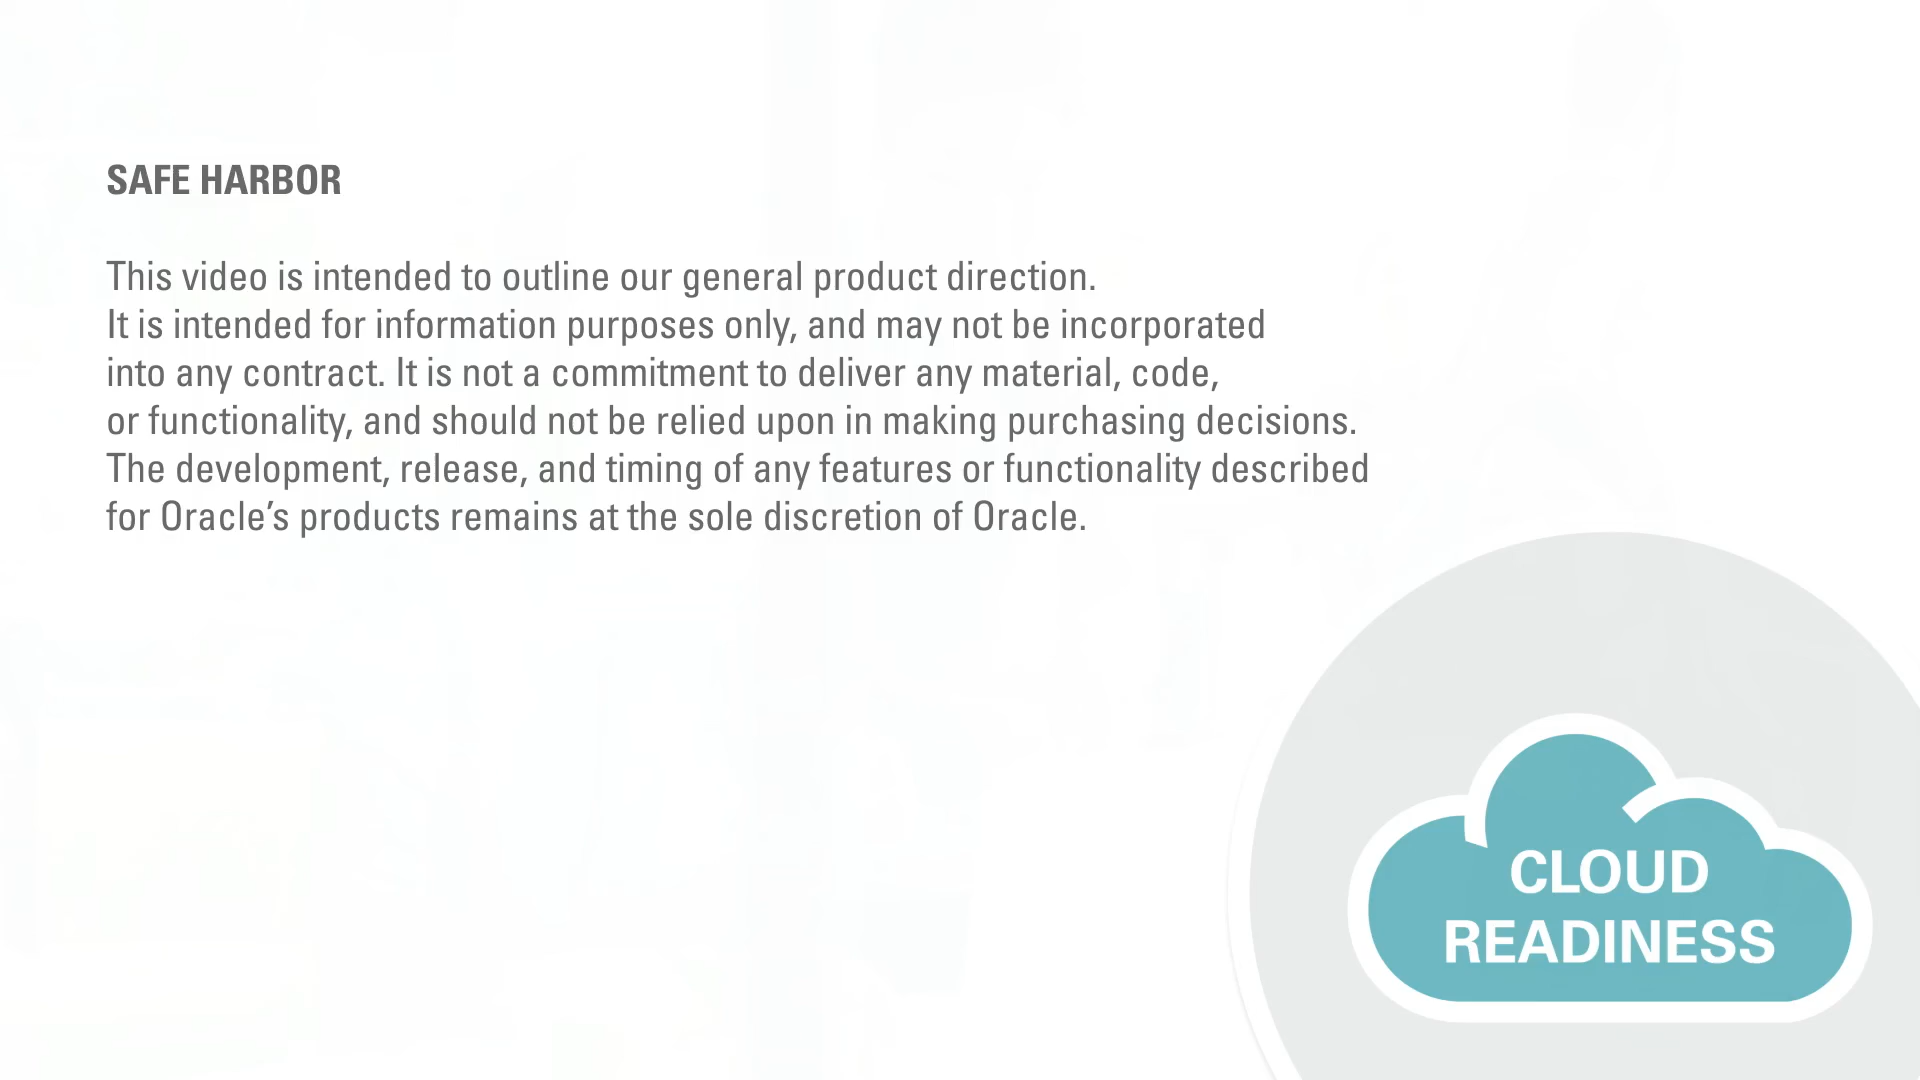 SAFE HARBOR
This video is intended to outline our general product direction.
It is intended for information purposes only, and may not be incorporated
into any contract. It is not a commitment to deliver any material, code,
or functionality, and should not be relied upon in making purchasing decisions.
The development, release, and timing of any features or functionality described
for Oracle’s products remains at the sole discretion of Oracle.
CLOUD
READINESS